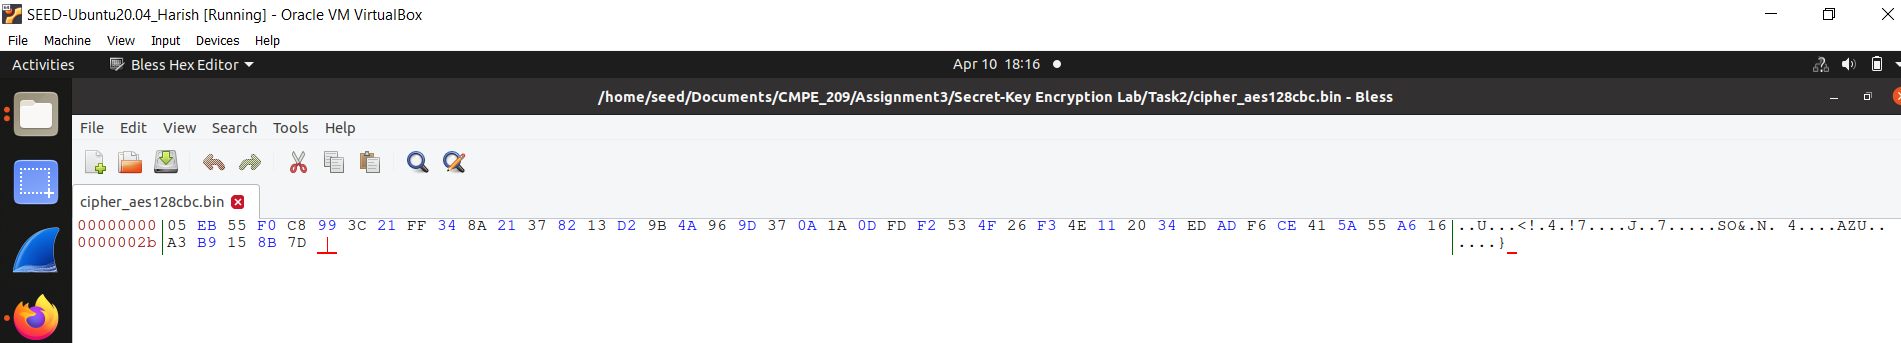 SEED-Ubuntu20.04_Harish [Running] - Oracle VM VirtualBox
File Machine View Input Devices Help
Activities Bless Hex Editor Apr 10 18:16
/home/seed/Documents/CMPE_209/Assignment3/Secret-Key Encryption Lab/Task2/cipher_aes128cbc.bin - Bless
File Edit View Search Tools Help
cipher_aes128cbc.bin
00000000 05 EB 55 F0 C8 99 3C 21 FF 34 8A 21 37 82 13 D2 9B 4A 96 9D 37 0A 1A 0D FD F2 53 4F 26 F3 4E 11 20 34 ED AD F6 CE 41 5A 55 A6 16 ..U...<!.4.!7....J..7.....SO&.N. 4....AZU..
0000002b A3 B9 15 8B 7D ....}